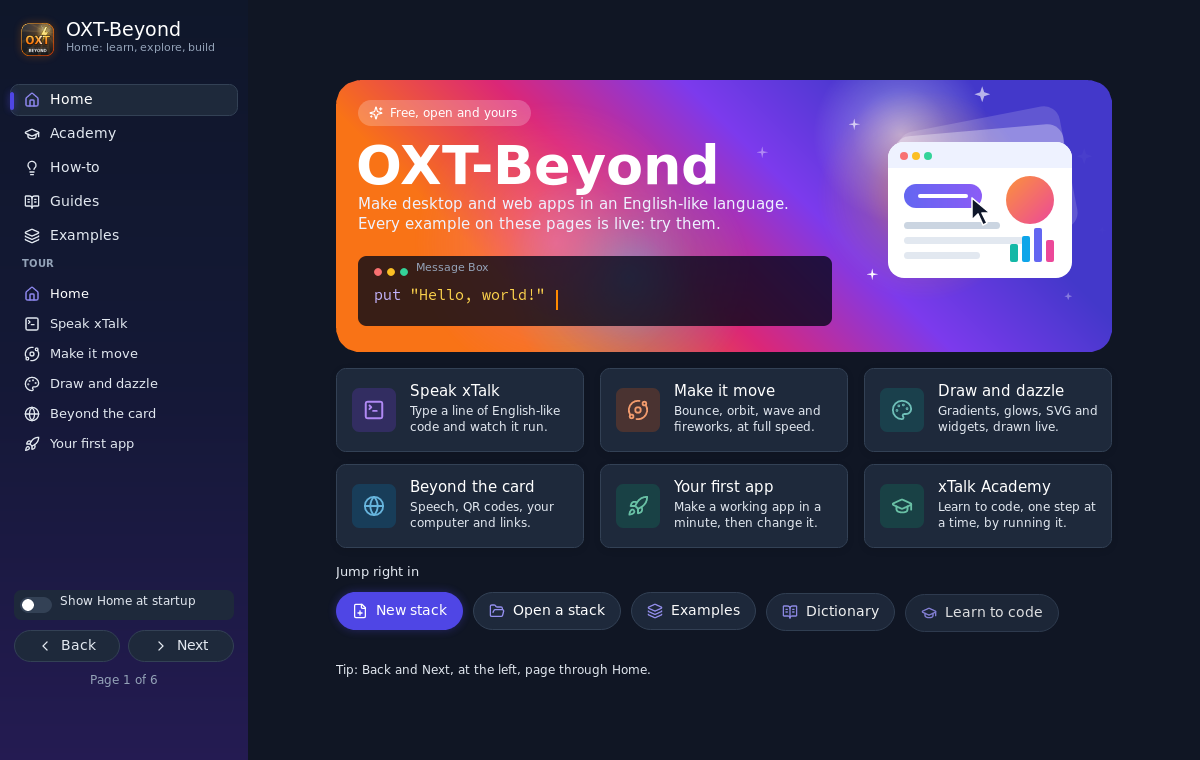 OXT
BEYOND
OXT-Beyond
Home: learn, explore, build
Home
Academy
How-to
Guides
Examples
TOUR
Home
Speak xTalk
Make it move
Draw and dazzle
Beyond the card
Your first app
Show Home at startup
Back
Next
Page 1 of 6
Free, open and yours
OXT-Beyond
Make desktop and web apps in an English-like language.
Every example on these pages is live: try them.
Message Box
put "Hello, world!"
Speak xTalk
Type a line of English-like
code and watch it run.
Make it move
Bounce, orbit, wave and
fireworks, at full speed.
Draw and dazzle
Gradients, glows, SVG and
widgets, drawn live.
Beyond the card
Speech, QR codes, your
computer and links.
Your first app
Make a working app in a
minute, then change it.
xTalk Academy
Learn to code, one step at
a time, by running it.
Jump right in
New stack
Open a stack
Examples
Dictionary
Learn to code
Tip: Back and Next, at the left, page through Home.